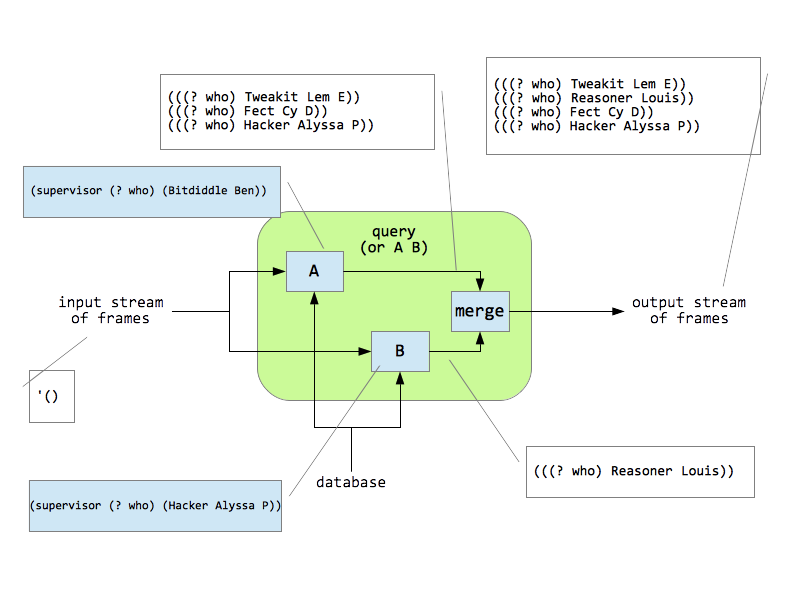 (((? who) Tweakit Lem E))
(((? who) Fect Cy D))
(((? who) Hacker Alyssa P))
(((? who) Tweakit Lem E))
(((? who) Reasoner Louis))
(((? who) Fect Cy D))
(((? who) Hacker Alyssa P))
(supervisor (? who) (Bitdiddle Ben))
query
(or A B)
A
input stream
of frames
merge
output stream
of frames
B
'()
(((? who) Reasoner Louis))
database
(supervisor (? who) (Hacker Alyssa P))